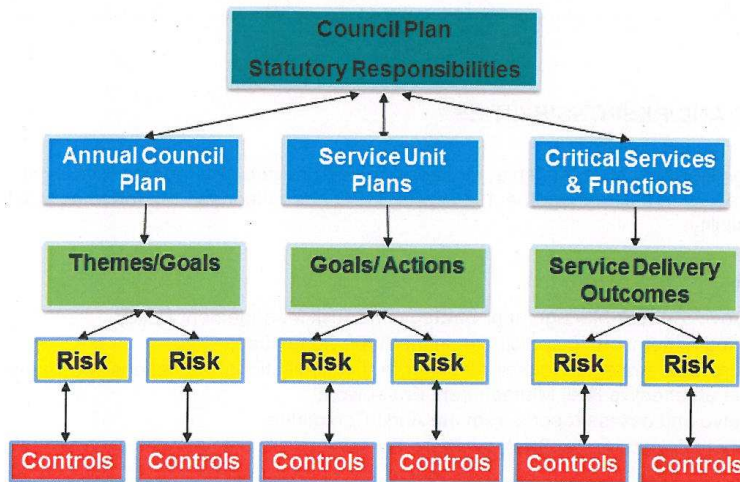 Council Plan
Statutory Responsibilities
Annual Council
Plan
Service Unit
Plans
Critical Services
& Functions
Themes/Goals
Goals/ Actions
Service Delivery
Outcomes
Risk
Risk
Risk
Risk
Risk
Risk
Controls
Controls
Controls
Controls
Controls
Controls